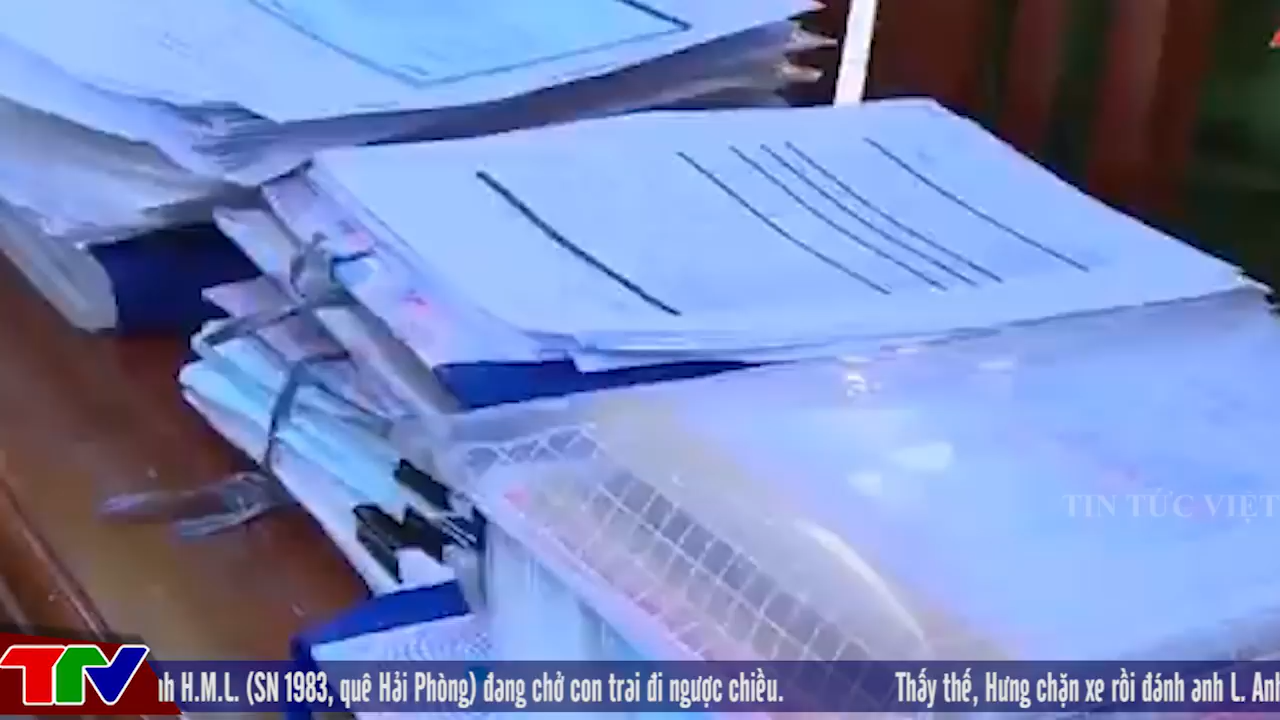 TIN TỨC VIỆT
TTV
nh H.M.L. (SN 1983, quê Hải Phòng) đang chở con trai đi ngược chiều. Thấy thế, Hưng chặn xe rồi đánh anh L. Anh